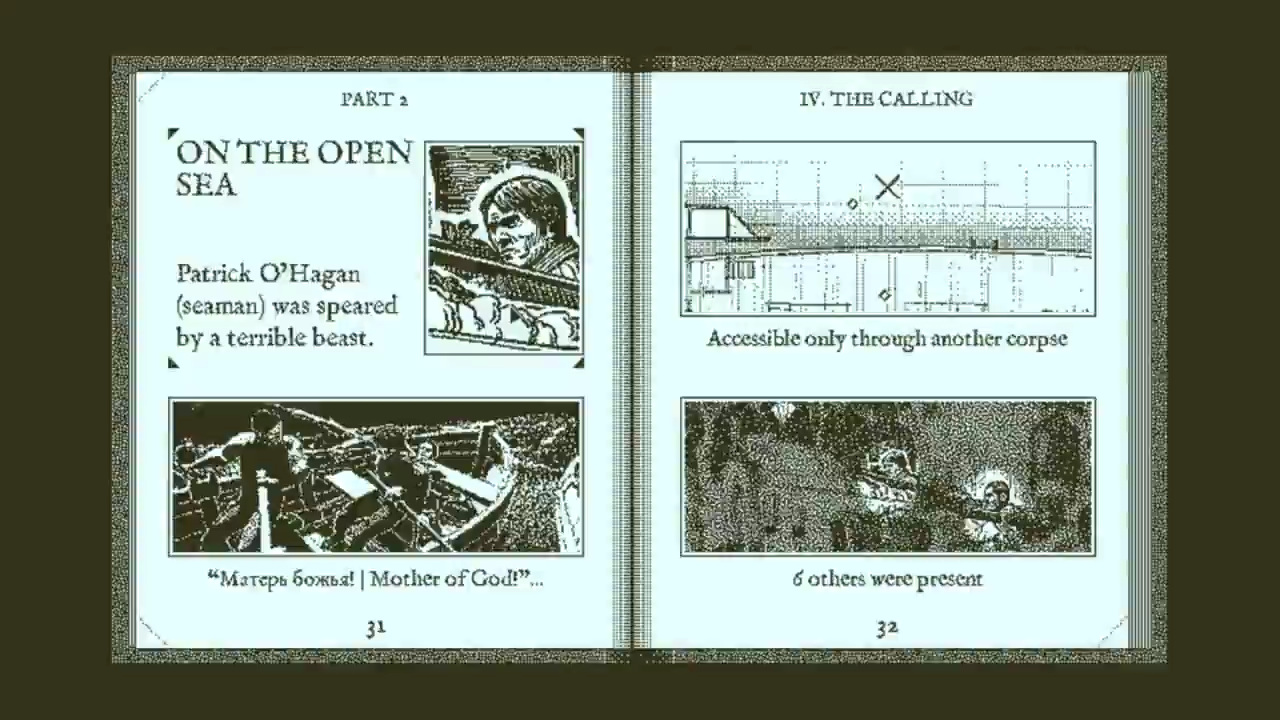 PART 2
ON THE OPEN
SEA
Patrick O'Hagan
(seaman) was speared
by a terrible beast.
"Матерь божья! | Mother of God!"...
31
IV. THE CALLING
Accessible only through another corpse
6 others were present
32